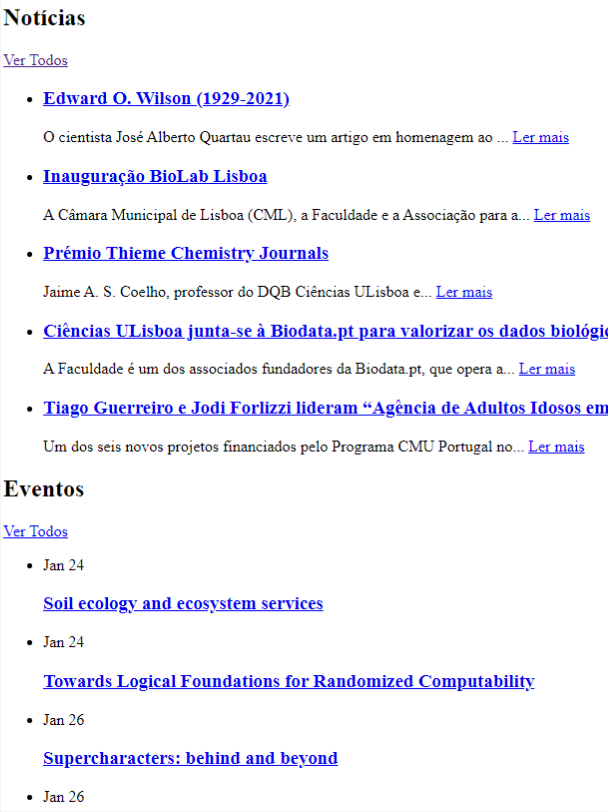 Notícias
Ver Todos
Edward O. Wilson (1929-2021)
O cientista José Alberto Quartau escreve um artigo em homenagem ao ... Ler mais
Inauguração BioLab Lisboa
A Câmara Municipal de Lisboa (CML), a Faculdade e a Associação para a... Ler mais
Prémio Thieme Chemistry Journals
Jaime A. S. Coelho, professor do DQB Ciências ULisboa e... Ler mais
Ciências ULisboa junta-se à Biodata.pt para valorizar os dados
A Faculdade é um dos associados fundadores da Biodata.pt, que opera a... Ler mais
Tiago Guerreiro e Jodi Forlizzi lideram “Agência de Adultos Idosos em
Um dos seis novos projetos financiados pelo Programa CMU Portugal no... Ler mais
Eventos
Ver Todos
Jan 24
Soil ecology and ecosystem services
Jan 24
Towards Logical Foundations for Randomized Computability
Jan 26
Supercharacters: behind and beyond
Jan 26